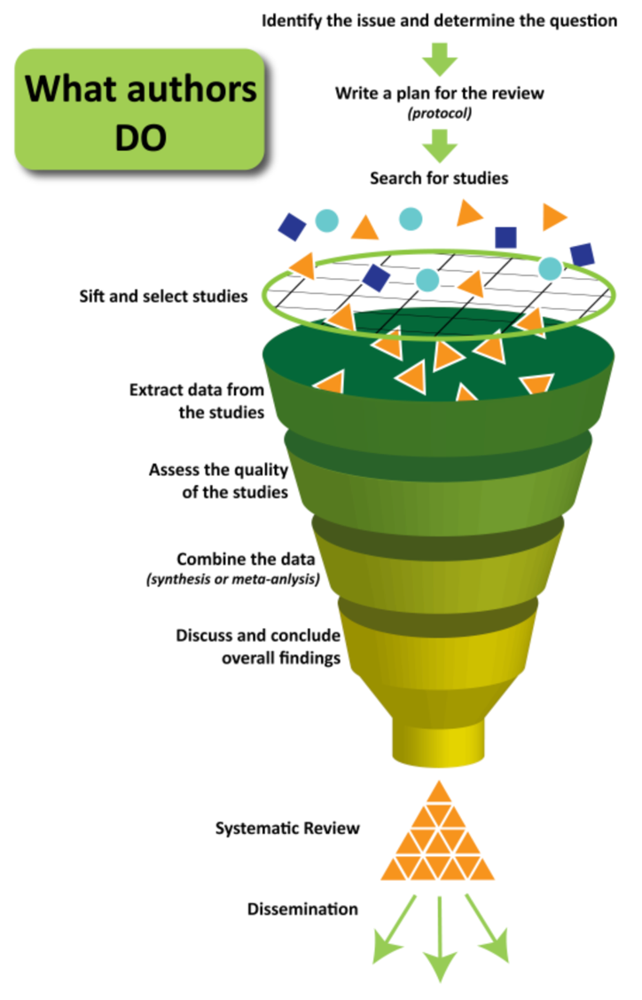 Identify the issue and determine the question
What authors
DO
Write a plan for the review
(protocol)
Search for studies
Sift and select studies
Extract data from
the studies
Assess the quality
of the studies
Combine the data
(synthesis or meta-anlysis)
Discuss and conclude
overall findings
Systematic Review
Dissemination